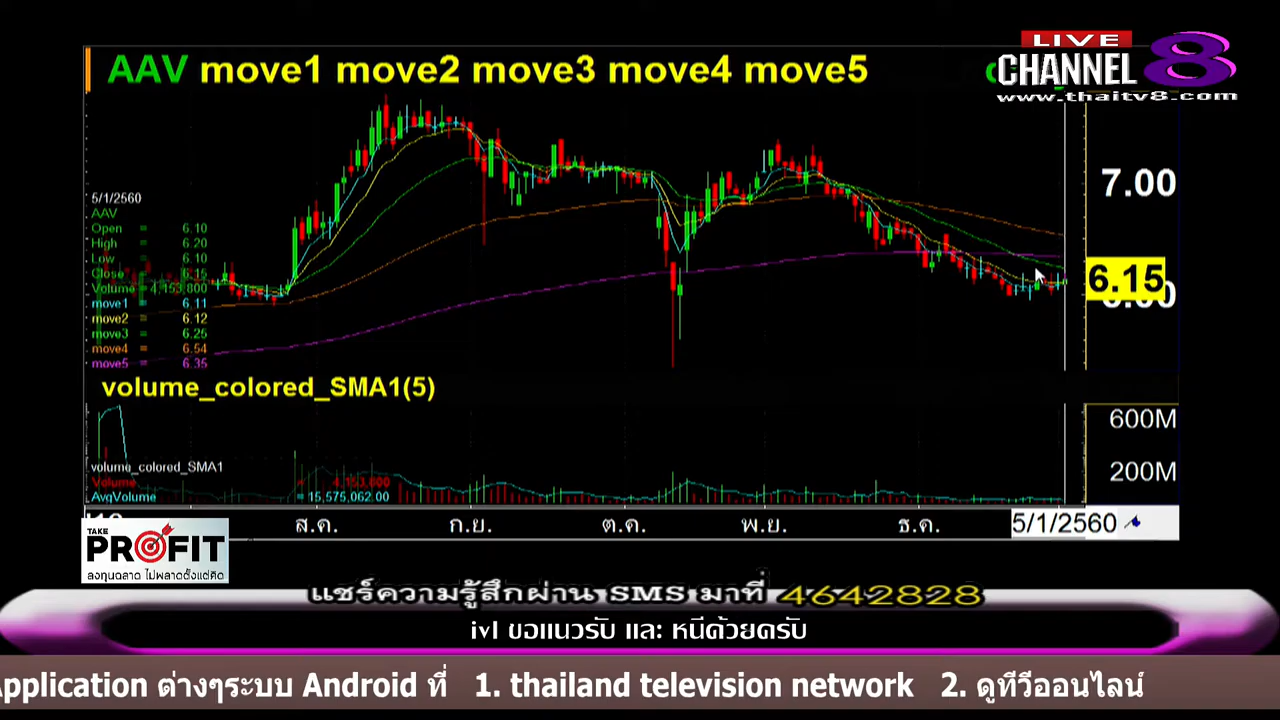 LIVE
CHANNEL 8
www.thaitv8.com
AAV move1 move2 move3 move4 move5
7.00
6.15
5/1/2560
AAV
Open = 6.10
High = 6.20
Low = 6.10
Close = 6.15
Volume = 4,153,800
move1 = 6.11
move2 = 6.12
move3 = 6.25
move4 = 6.54
move5 = 6.35
volume_colored_SMA1(5)
600M
200M
volume_colored_SMA1
Volume = 4,153,800
AvgVolume = 15,575,062.00
ส.ค. ก.ย. ต.ค. พ.ย. ธ.ค. 5/1/2560
TAKE
PROFIT
ลงทุนฉลาด ไม่พลาดตั้งแต่คิด
แชร์ความรู้สึกผ่าน SMS มาที่ 4642828
ivl ขอแนวรับ และ หนีด้วยครับ
Application ต่างๆระบบ Android ที่ 1. thailand television network 2. ดูทีวีออนไลน์